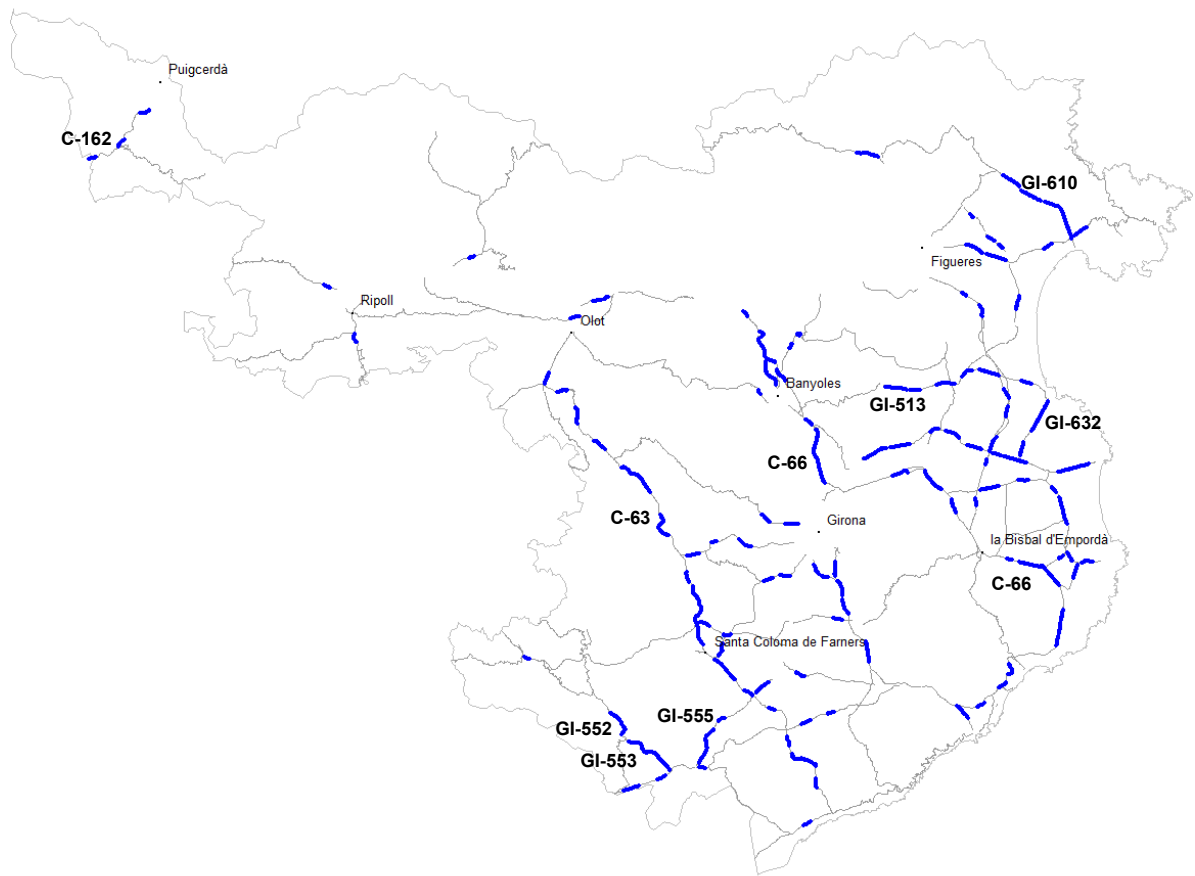 Puigcerdà
C-162
GI-610
Figueres
Ripoll
Olot
Banyoles
GI-513
GI-632
C-66
C-63
Girona
la Bisbal d'Empordà
C-66
Santa Coloma de Farners
GI-555
GI-552
GI-553